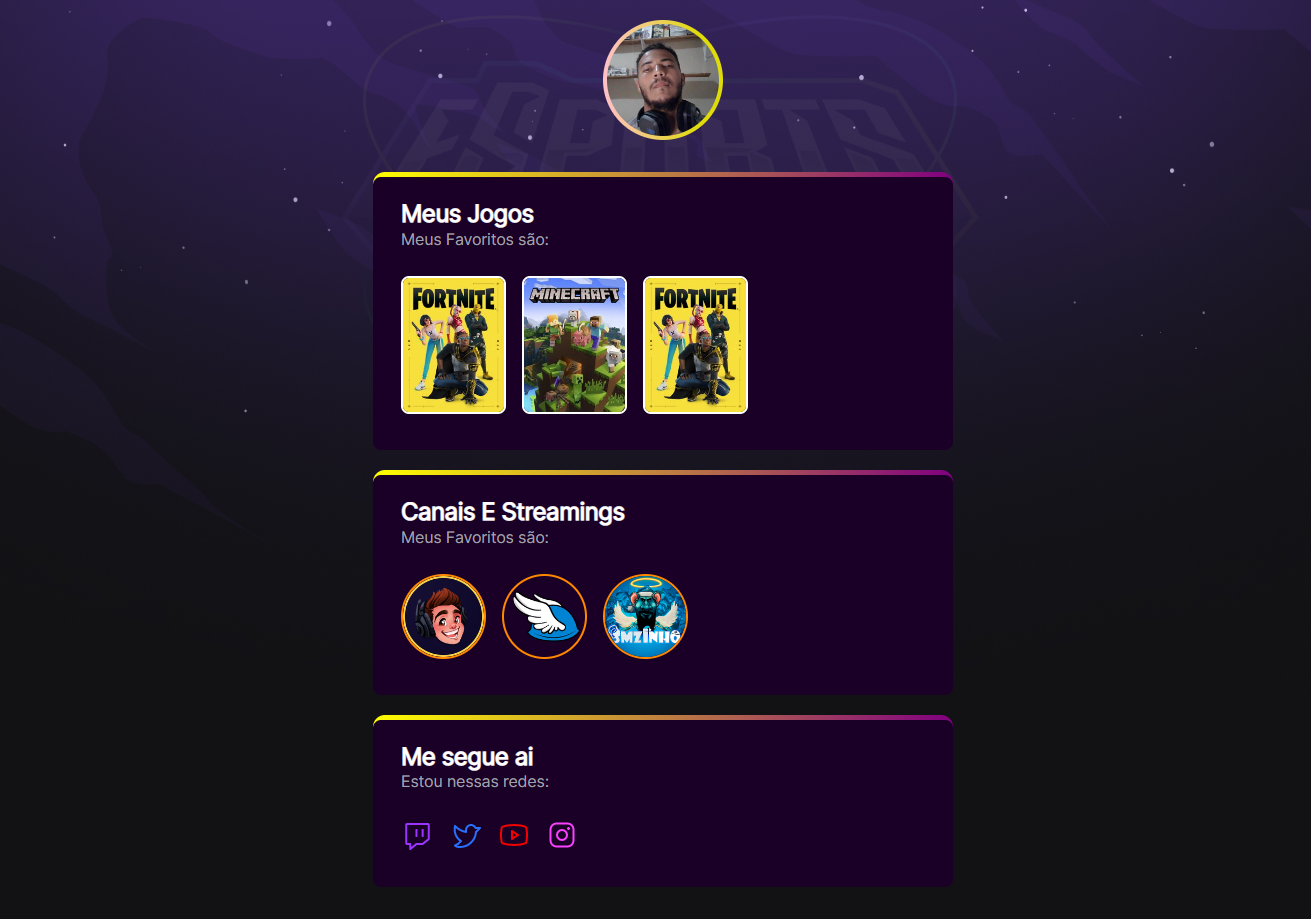 ESPORTS
Meus Jogos
Meus Favoritos são:
FORTNITE
MINECRAFT
FORTNITE
Canais E Streamings
Meus Favoritos são:
SMZINHO
Me segue ai
Estou nessas redes: